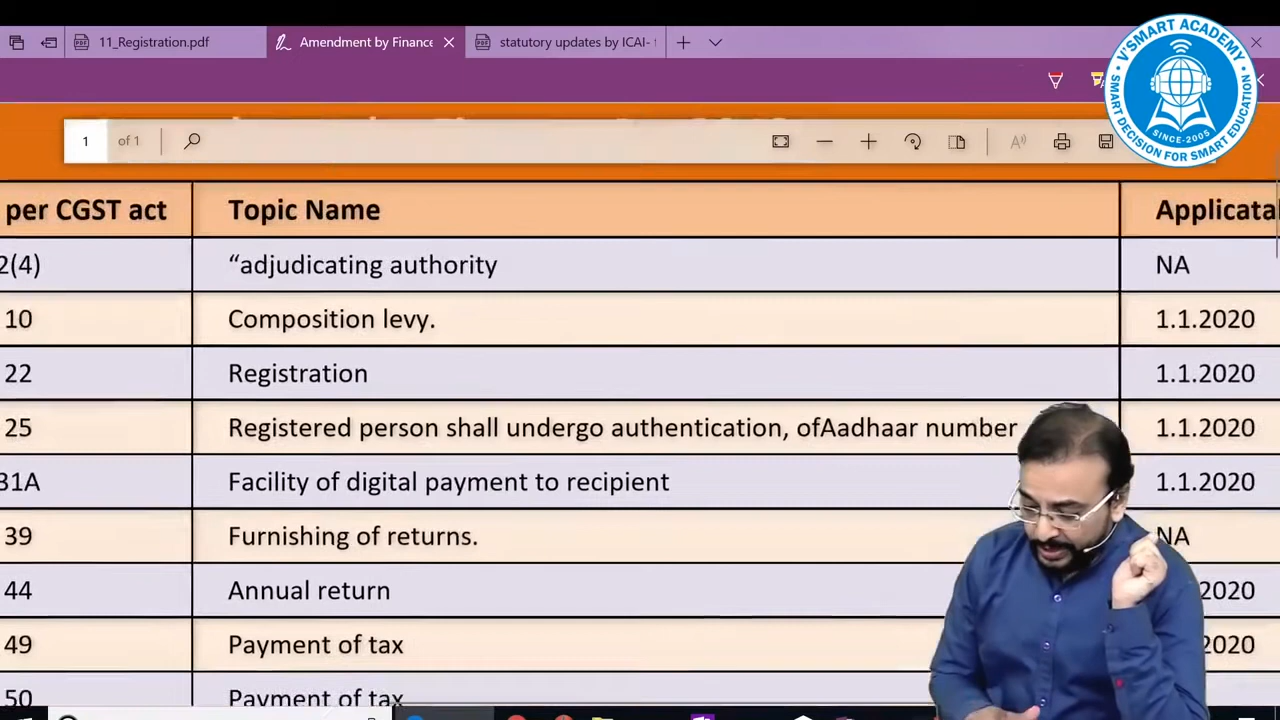 11_Registration.pdf
Amendment by Finance
statutory updates by ICAI-
1 of 1
V'SMART ACADEMY
SINCE-2005
SMART DECISION FOR SMART EDUCATION
per CGST act Topic Name Applicata
2(4) “adjudicating authority NA
10 Composition levy. 1.1.2020
22 Registration 1.1.2020
25 Registered person shall undergo authentication, ofAadhaar number 1.1.2020
31A Facility of digital payment to recipient 1.1.2020
39 Furnishing of returns. NA
44 Annual return 2020
49 Payment of tax 2020
50 Payment of tax